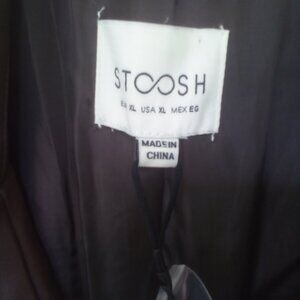 STOOSH
EU XL USA XL MEX EG
MADE IN
CHINA